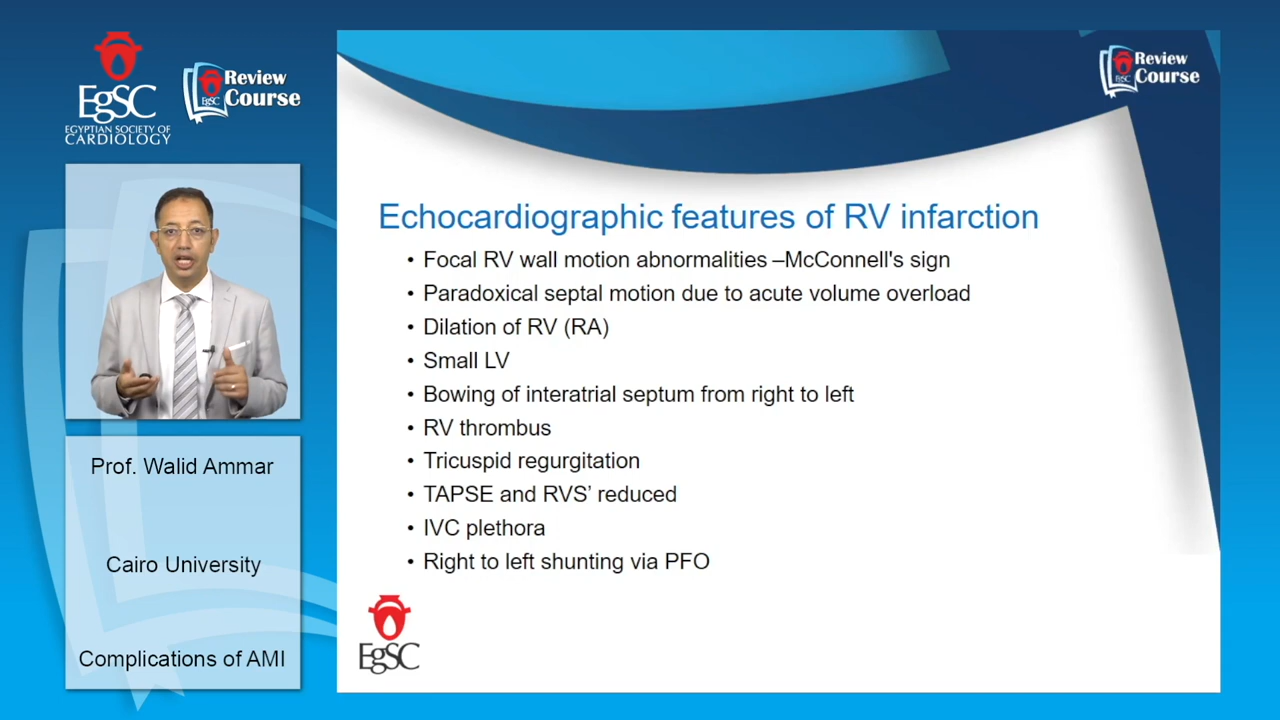 EgSC
EGYPTIAN SOCIETY OF
CARDIOLOGY
EgSC
Review
Course
EgSC
Review
Course
Prof. Walid Ammar
Cairo University
Complications of AMI
Echocardiographic features of RV infarction
• Focal RV wall motion abnormalities –McConnell's sign
• Paradoxical septal motion due to acute volume overload
• Dilation of RV (RA)
• Small LV
• Bowing of interatrial septum from right to left
• RV thrombus
• Tricuspid regurgitation
• TAPSE and RVS’ reduced
• IVC plethora
• Right to left shunting via PFO
EgSC